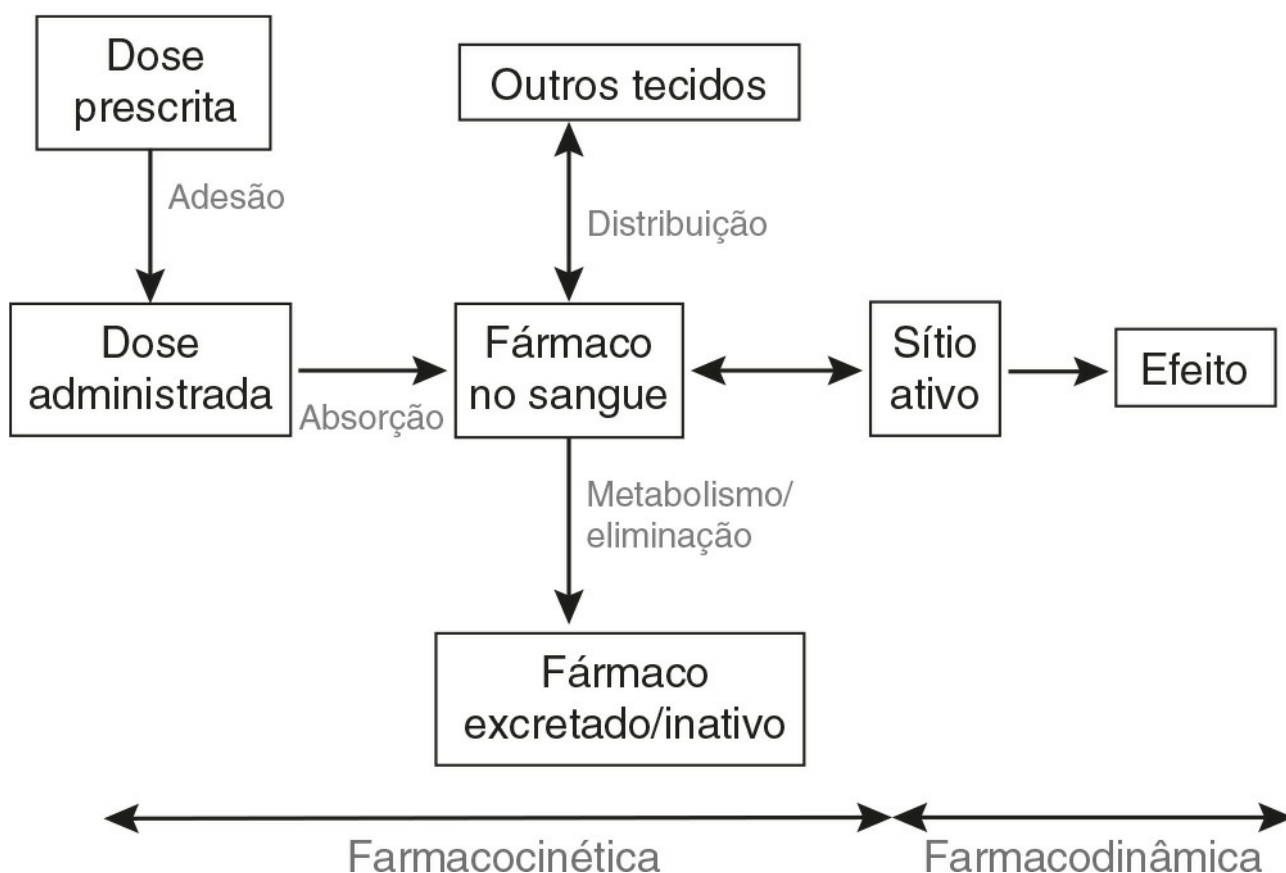 Dose
prescrita
Outros tecidos
Adesão
Distribuição
Dose
administrada
Absorção
Fármaco
no sangue
Sítio
ativo
Efeito
Metabolismo/
eliminação
Fármaco
excretado/inativo
Farmacocinética
Farmacodinâmica